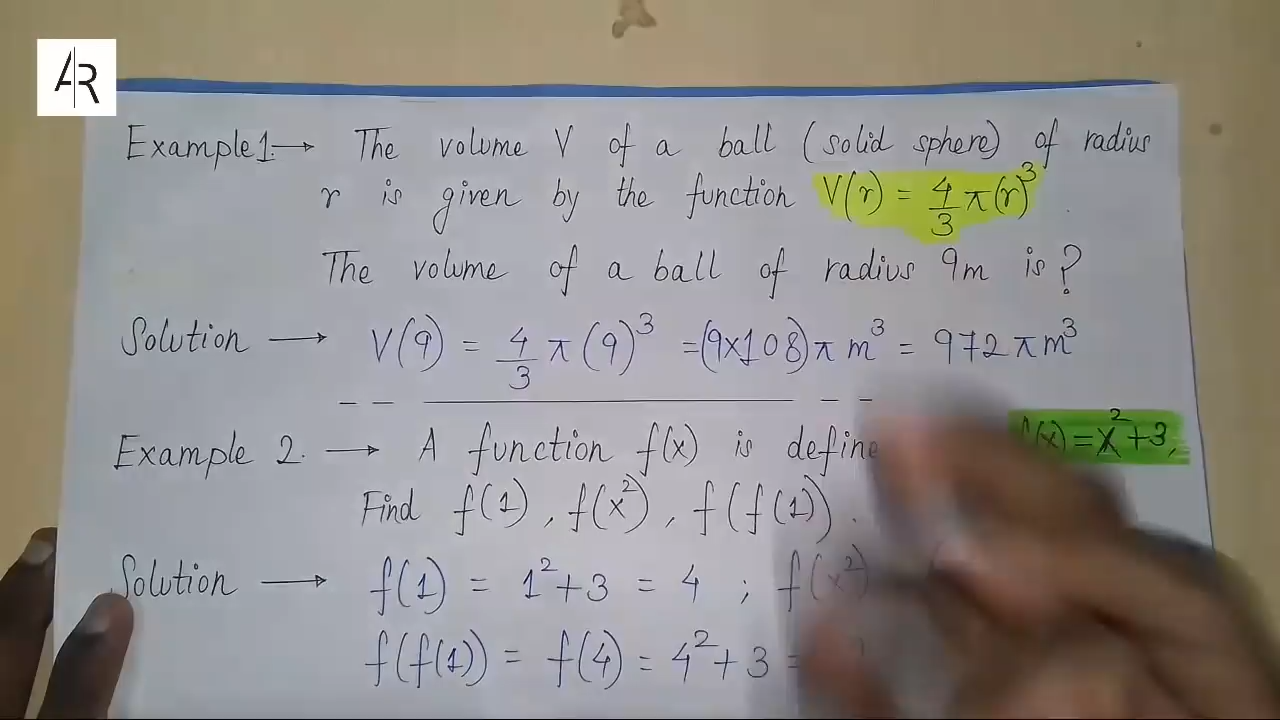 AR
Example 1.→ The volume V of a ball (solid sphere) of radius
r is given by the function V(r) = 4/3 π(r)³
The volume of a ball of radius 9m is?
Solution → V(9) = 4/3 π(9)³ =(9×108)π m³ = 972πm³
Example 2. → A function f(x) is define f(x) = x²+3,
Find f(1), f(x²), f(f(1)).
Solution → f(1) = 1²+3 = 4 ; f(x²)
f(f(1)) = f(4) = 4²+3 =